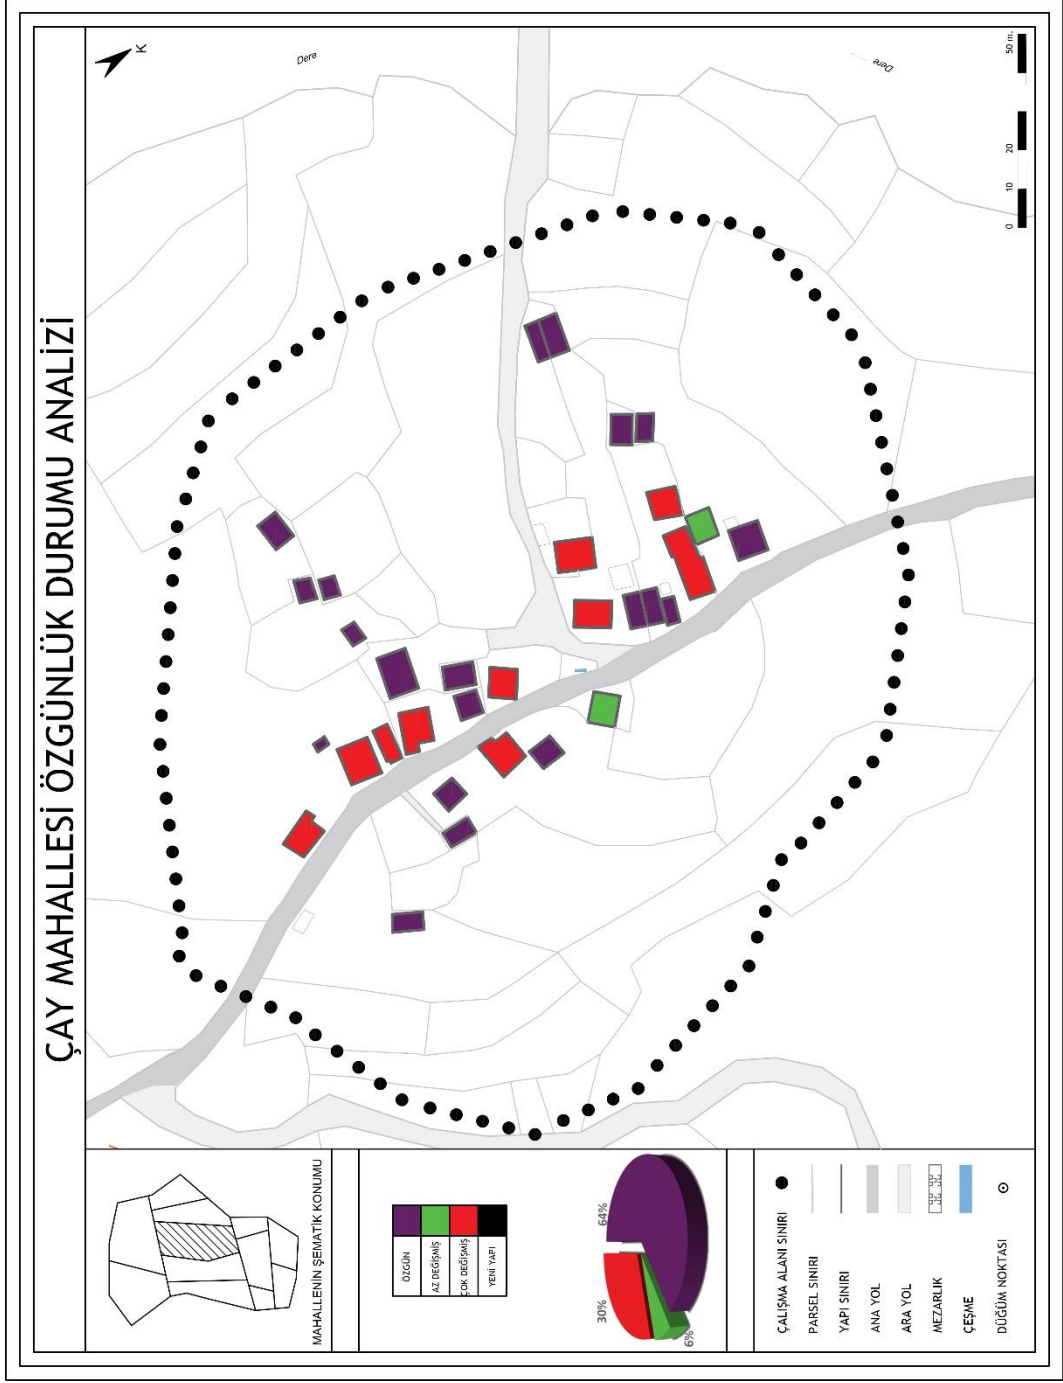 ÇAY MAHALLESİ ÖZGÜNLÜK DURUMU ANALİZİ
K
Dere
Dere
0 10 20 50 m.
MAHALLENİN ŞEMATİK KONUMU
ÖZGÜN
AZ DEĞİŞMİŞ
ÇOK DEĞİŞMİŞ
YENİ YAPI
64%
30%
6%
ÇALIŞMA ALANI SINIRI
PARSEL SINIRI
YAPI SINIRI
ANA YOL
ARA YOL
MEZARLIK
ÇEŞME
DÜĞÜM NOKTASI